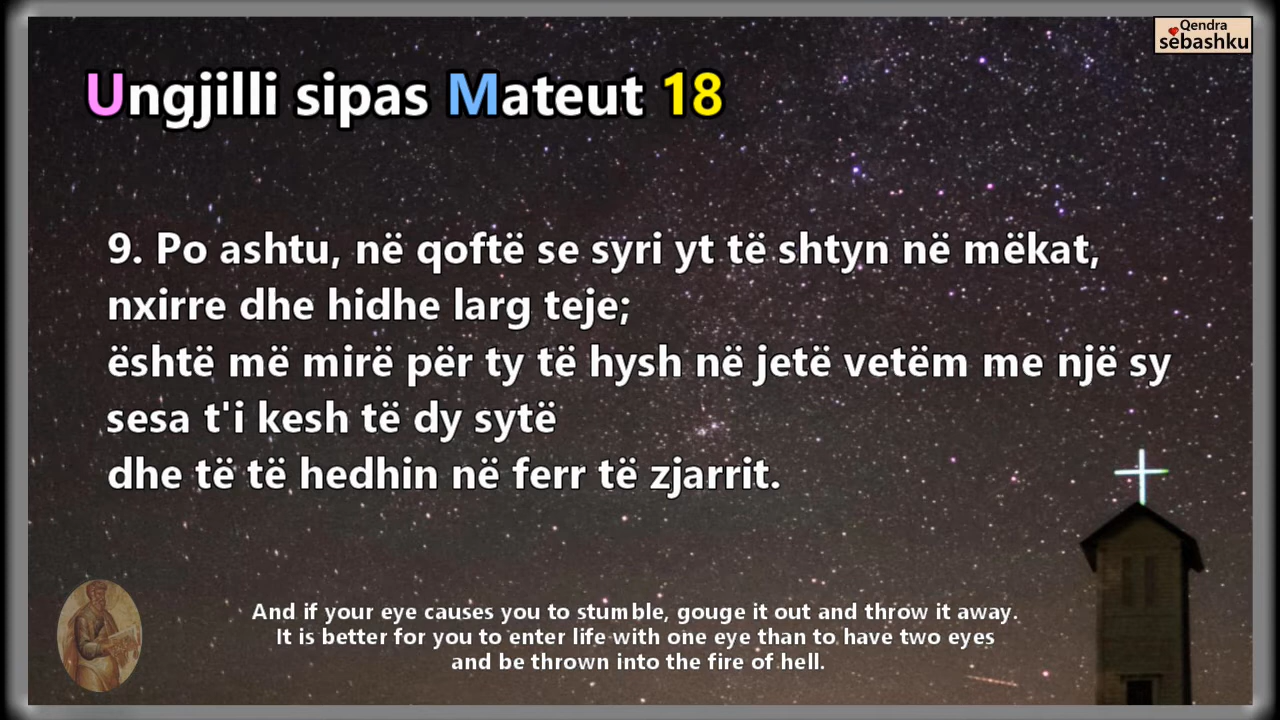 Qendra
sebashku
Ungjilli sipas Mateut 18
9. Po ashtu, në qoftë se syri yt të shtyn në mëkat,
nxirre dhe hidhe larg teje;
është më mirë për ty të hysh në jetë vetëm me një sy
sesa t'i kesh të dy sytë
dhe të të hedhin në ferr të zjarrit.
And if your eye causes you to stumble, gouge it out and throw it away.
It is better for you to enter life with one eye than to have two eyes
and be thrown into the fire of hell.